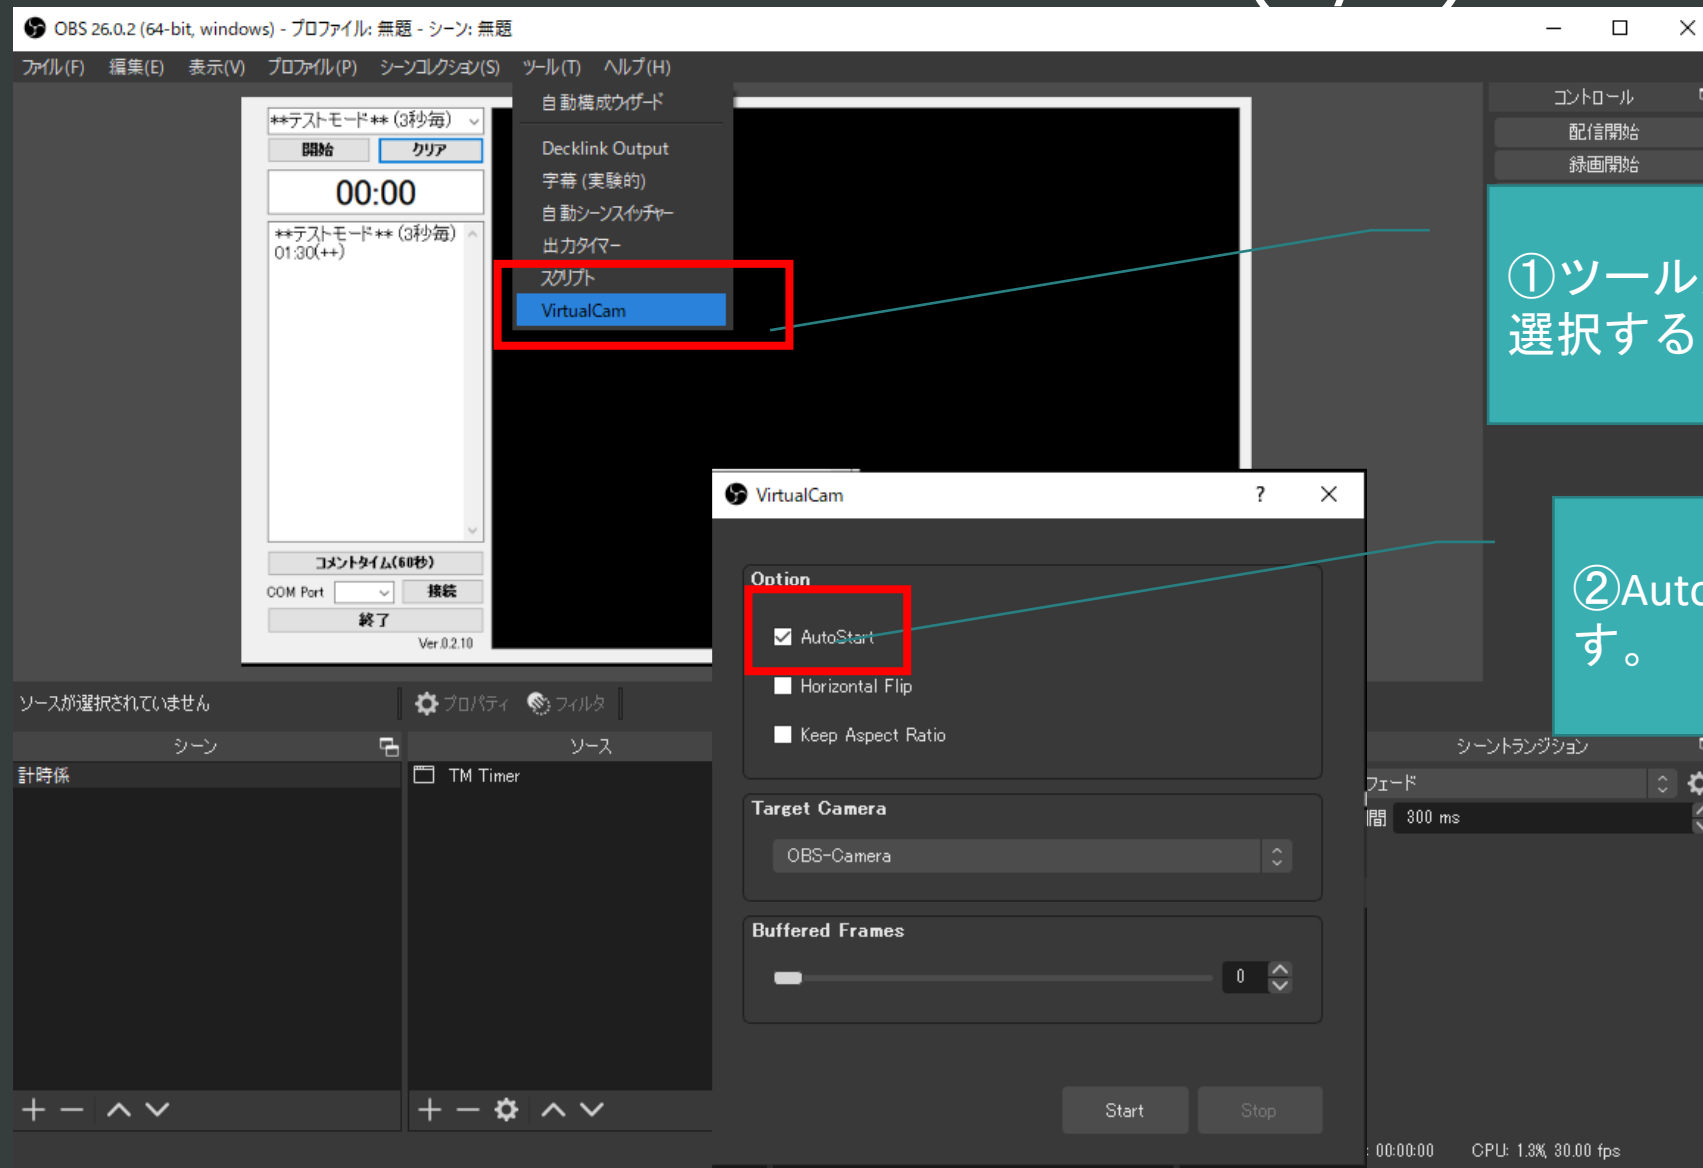 OBS 26.0.2 (64-bit, windows) - プロファイル: 無題 - シーン: 無題
ファイル(F) 編集(E) 表示(V) プロファイル(P) シーンコレクション(S) ツール(T) ヘルプ(H)
自動構成ウィザード
Decklink Output
字幕 (実験的)
自動シーンスイッチャー
出力タイマー
スクリプト
VirtualCam
**テストモード** (3秒毎)
開始 クリア
00:00
**テストモード** (3秒毎)
01:30(++)
コメントタイム(60秒)
COM Port 接続
終了
Ver.0.2.10
コントロール
配信開始
録画開始
①ツール
選択する
②Auto
す。
VirtualCam ? ×
Option
AutoStart
Horizontal Flip
Keep Aspect Ratio
Target Camera
OBS-Camera
Buffered Frames
0
Start Stop
ソースが選択されていません プロパティ フィルタ
シーン ソース シーントランジション
計時係
TM Timer
フェード
間 300 ms
: 00:00:00 CPU: 1.3%, 30.00 fps